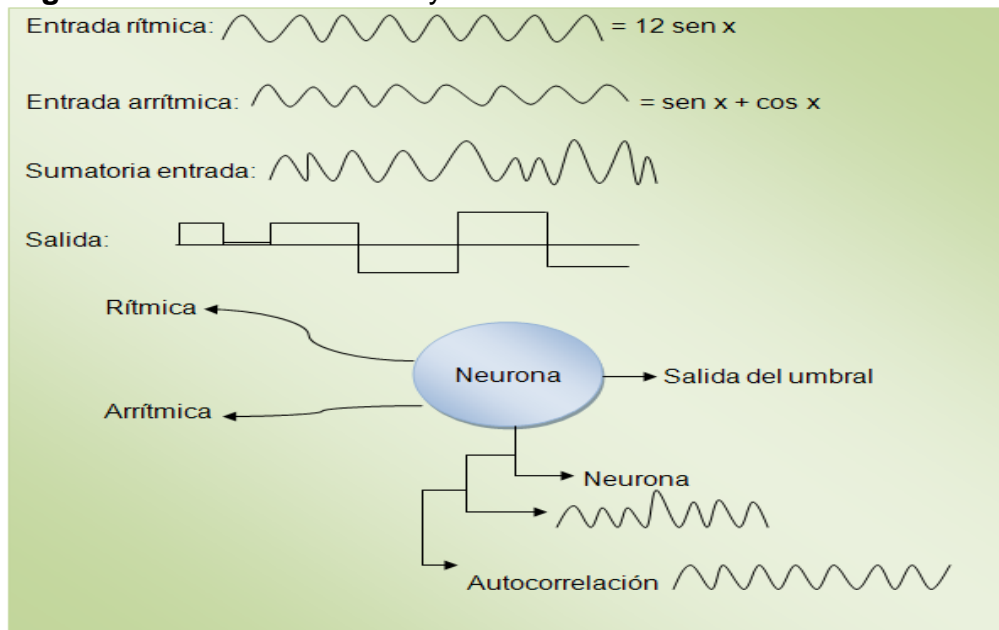 Entrada rítmica: = 12 sen x
Entrada arrítmica: = sen x + cos x
Sumatoria entrada:
Salida:
Rítmica
Neurona
Salida del umbral
Arrítmica
Neurona
Autocorrelación